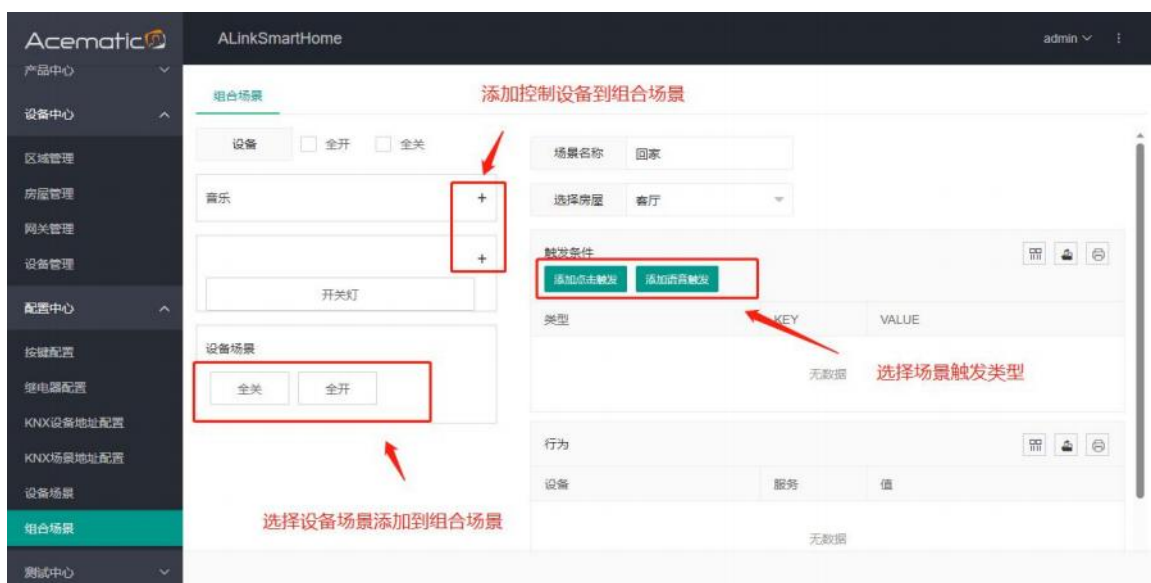 Acematic
ALinkSmartHome
admin
产品中心
设备中心
区域管理
房屋管理
网关管理
设备管理
配置中心
按键配置
继电器配置
KNX设备地址配置
KNX场景地址配置
设备场景
组合场景
测试中心
组合场景
添加控制设备到组合场景
设备 全开 全关
音乐 +
+
开关灯
设备场景
全关 全开
选择设备场景添加到组合场景
场景名称 回家
选择房屋 客厅
触发条件
添加点击触发 添加语音触发
类型 KEY VALUE
无数据
选择场景触发类型
行为
设备 服务 值
无数据